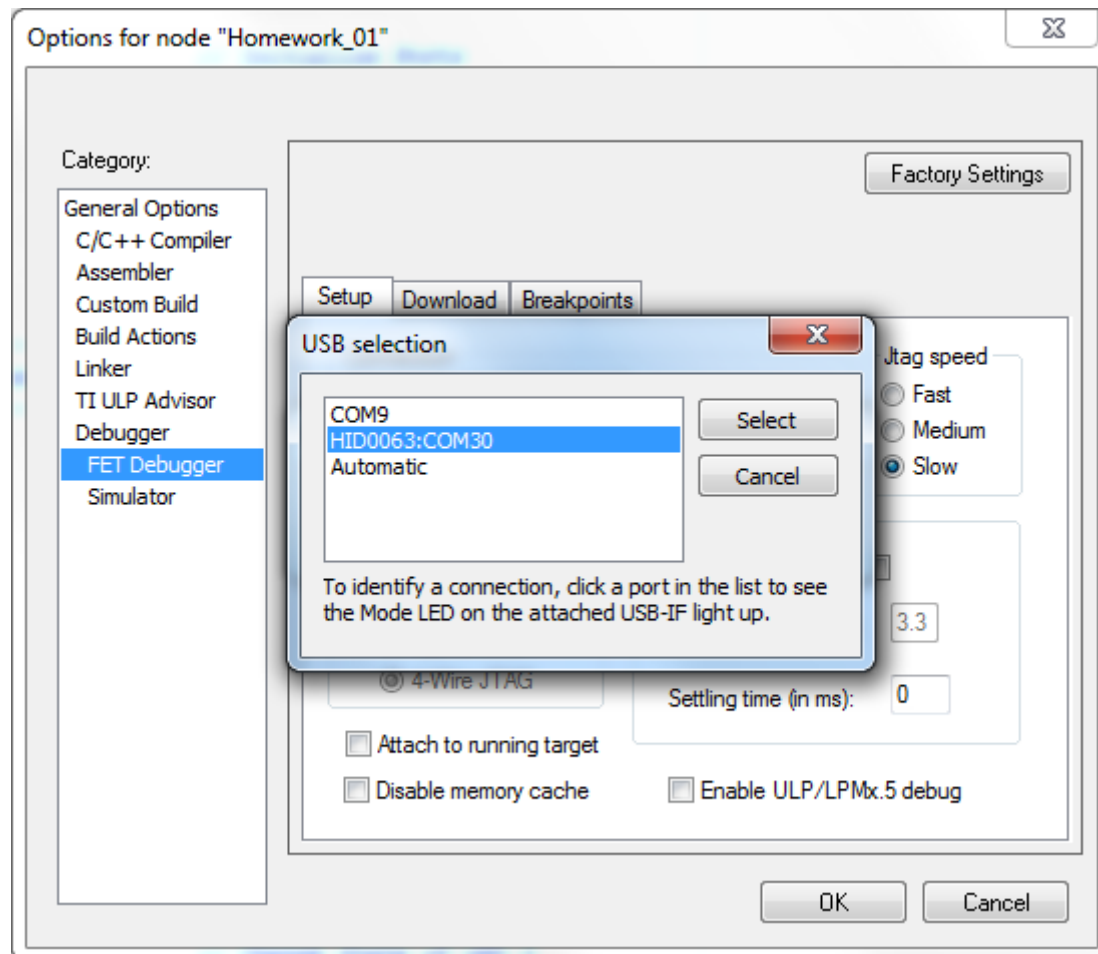 Options for node "Homework_01"
Category:
Factory Settings
General Options
C/C++ Compiler
Assembler
Custom Build
Build Actions
Linker
TI ULP Advisor
Debugger
FET Debugger
Simulator
Setup Download Breakpoints
USB selection
COM9
HID0063:COM30
Automatic
Select
Cancel
To identify a connection, click a port in the list to see
the Mode LED on the attached USB-IF light up.
Jtag speed
Fast
Medium
Slow
3.3
4-Wire JTAG
Settling time (in ms): 0
Attach to running target
Disable memory cache
Enable ULP/LPMx.5 debug
OK
Cancel